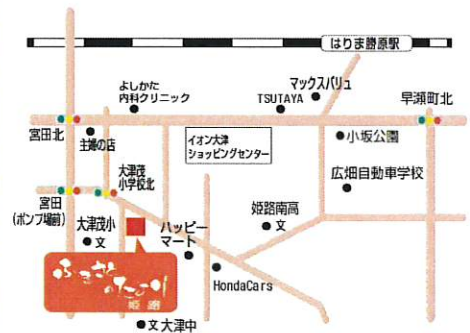 はりま勝原駅
よしかた
内科クリニック
マックスバリュ
TSUTAYA
早瀬町北
宮田北
主婦の店
イオン大津
ショッピングセンター
小坂公園
大津茂
小学校北
広畑自動車学校
宮田
(ポンプ場前)
大津茂小
文
ハッピー
マート
姫路南高
文
HondaCars
姫路
文 大津中